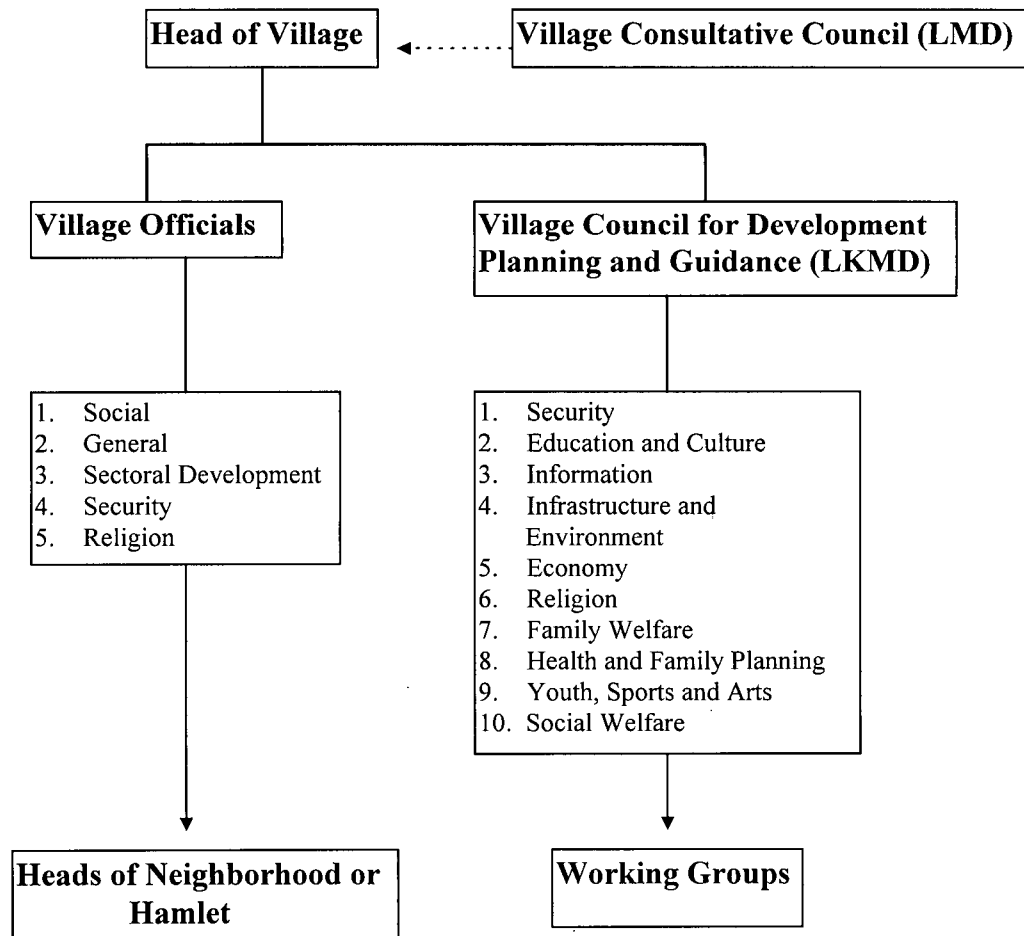 Head of Village
Village Consultative Council (LMD)
Village Officials
Village Council for Development
Planning and Guidance (LKMD)
1. Social
2. General
3. Sectoral Development
4. Security
5. Religion
1. Security
2. Education and Culture
3. Information
4. Infrastructure and
Environment
5. Economy
6. Religion
7. Family Welfare
8. Health and Family Planning
9. Youth, Sports and Arts
10. Social Welfare
Heads of Neighborhood or
Hamlet
Working Groups